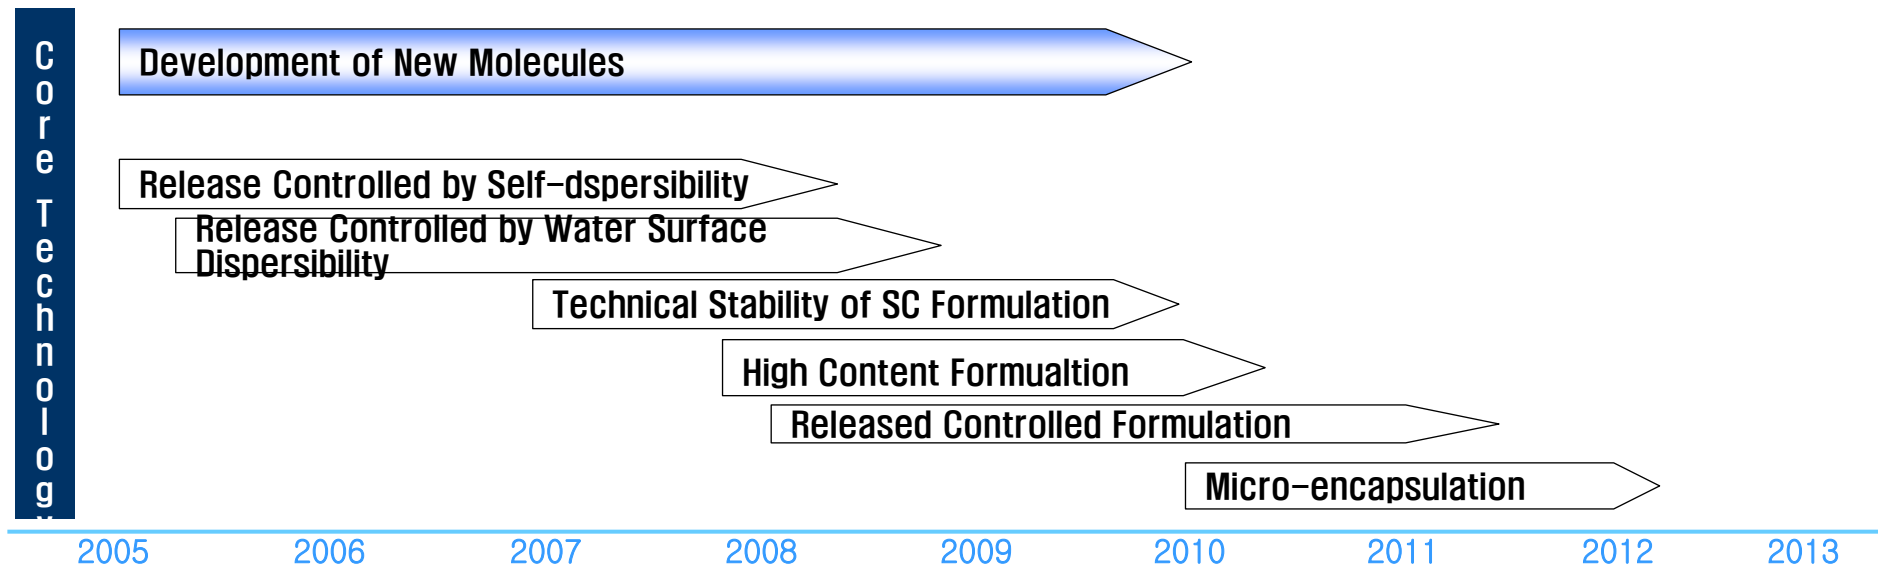 Core Technology
Development of New Molecules
Release Controlled by Self-dspersibility
Release Controlled by Water Surface
Dispersibility
Technical Stability of SC Formulation
High Content Formualtion
Released Controlled Formulation
Micro-encapsulation
2005 2006 2007 2008 2009 2010 2011 2012 2013